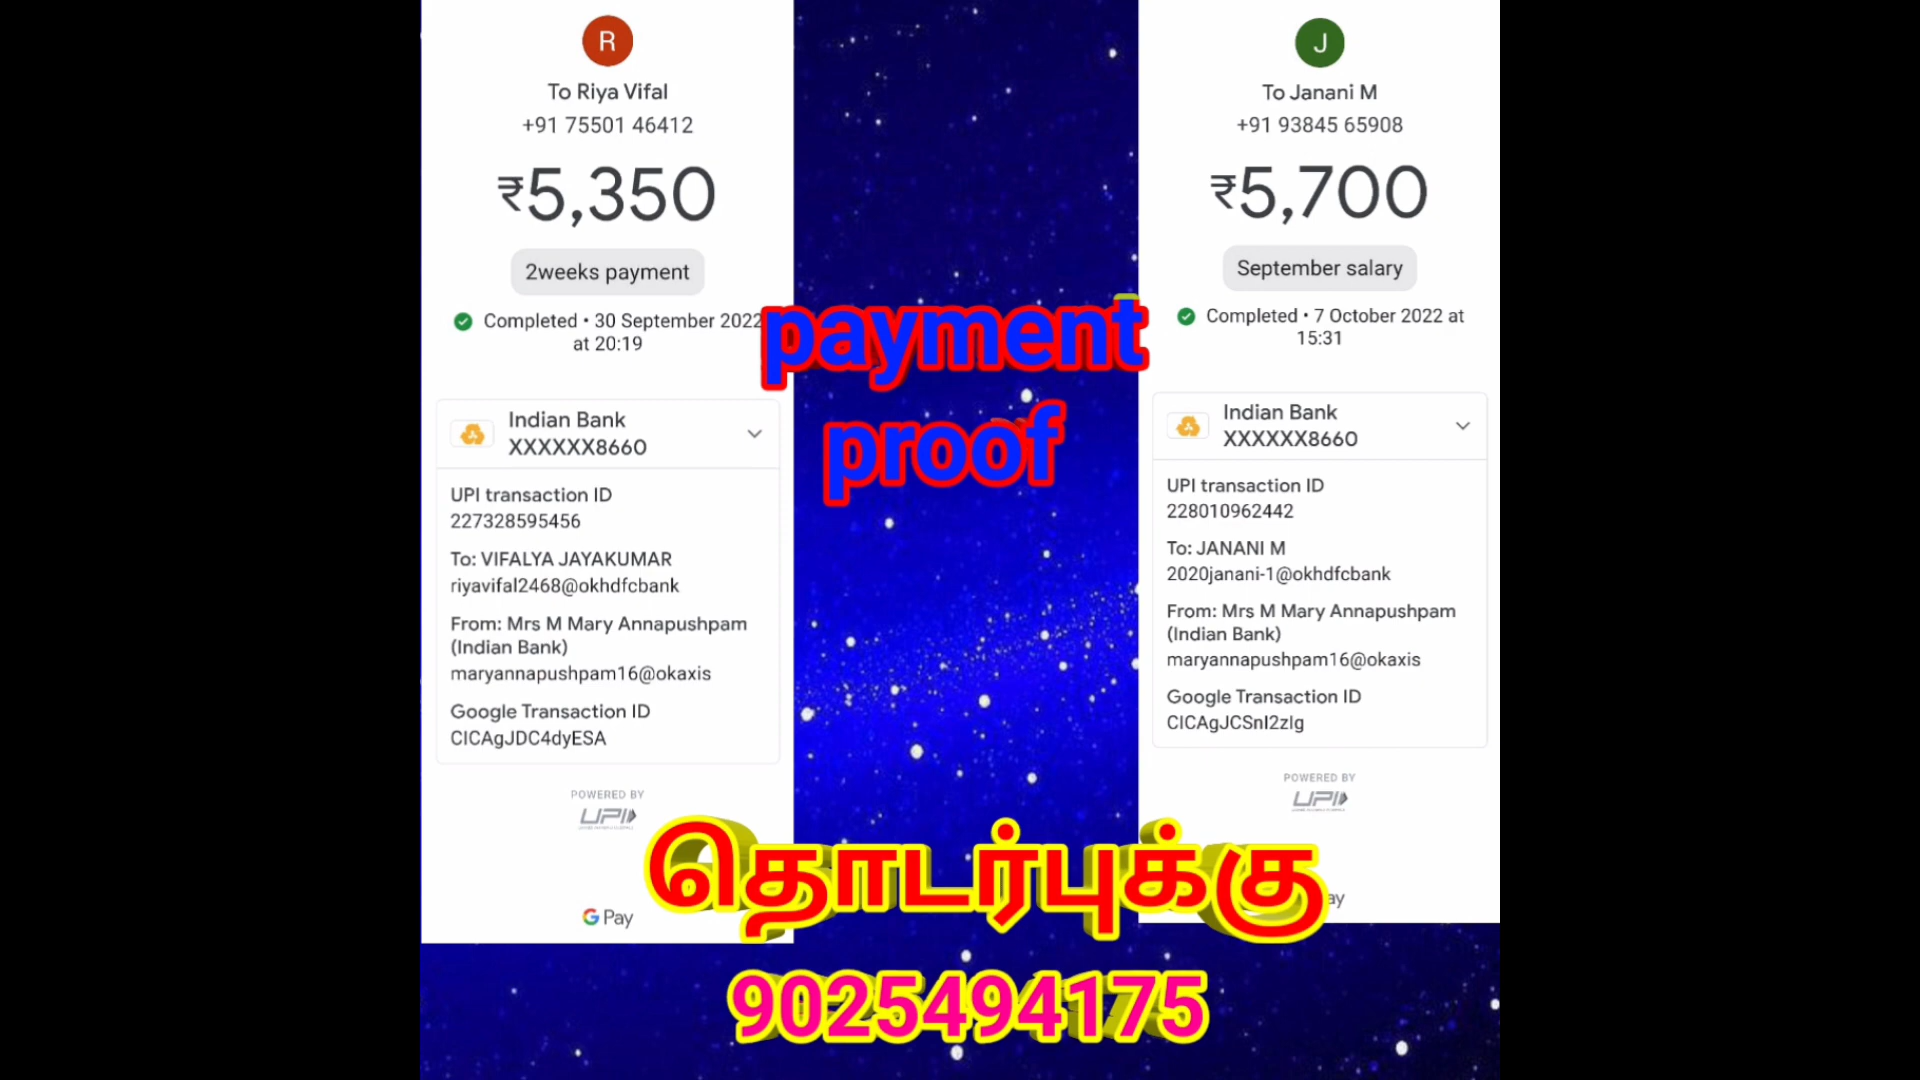 R
To Riya Vifal
+91 75501 46412
₹5,350
2weeks payment
Completed • 30 September 2022
at 20:19
Indian Bank
XXXXXX8660
UPI transaction ID
227328595456
To: VIFALYA JAYAKUMAR
riyavifal2468@okhdfcbank
From: Mrs M Mary Annapushpam
(Indian Bank)
maryannapushpam16@okaxis
Google Transaction ID
CICAgJDC4dyESA
POWERED BY
UPI
G Pay
payment
proof
J
To Janani M
+91 93845 65908
₹5,700
September salary
Completed • 7 October 2022 at
15:31
Indian Bank
XXXXXX8660
UPI transaction ID
228010962442
To: JANANI M
2020janani-1@okhdfcbank
From: Mrs M Mary Annapushpam
(Indian Bank)
maryannapushpam16@okaxis
Google Transaction ID
CICAgJCSnI2zIg
POWERED BY
UPI
தொடர்புக்கு
9025494175